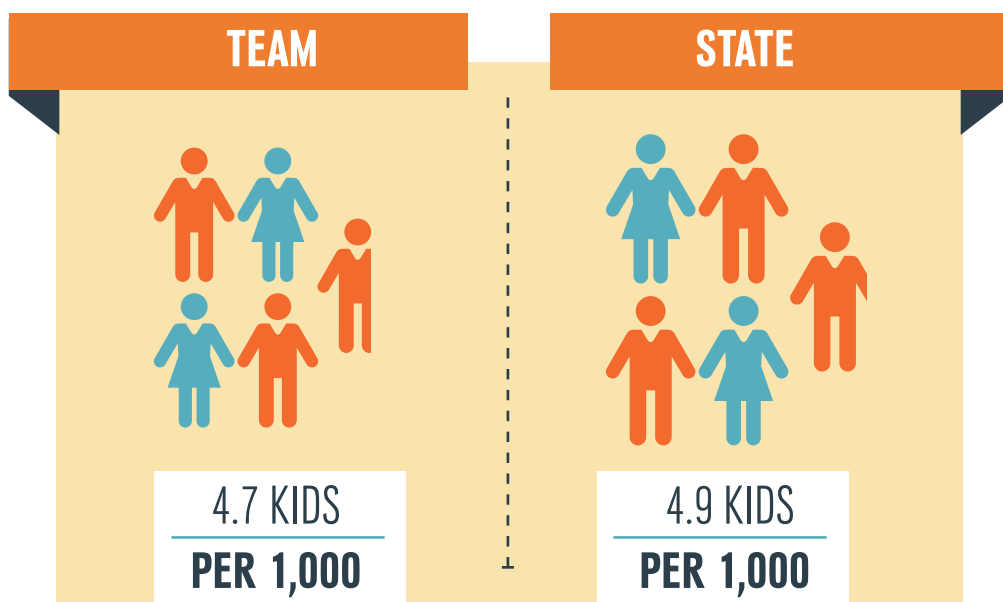 TEAM
STATE
4.7 KIDS
PER 1,000
4.9 KIDS
PER 1,000